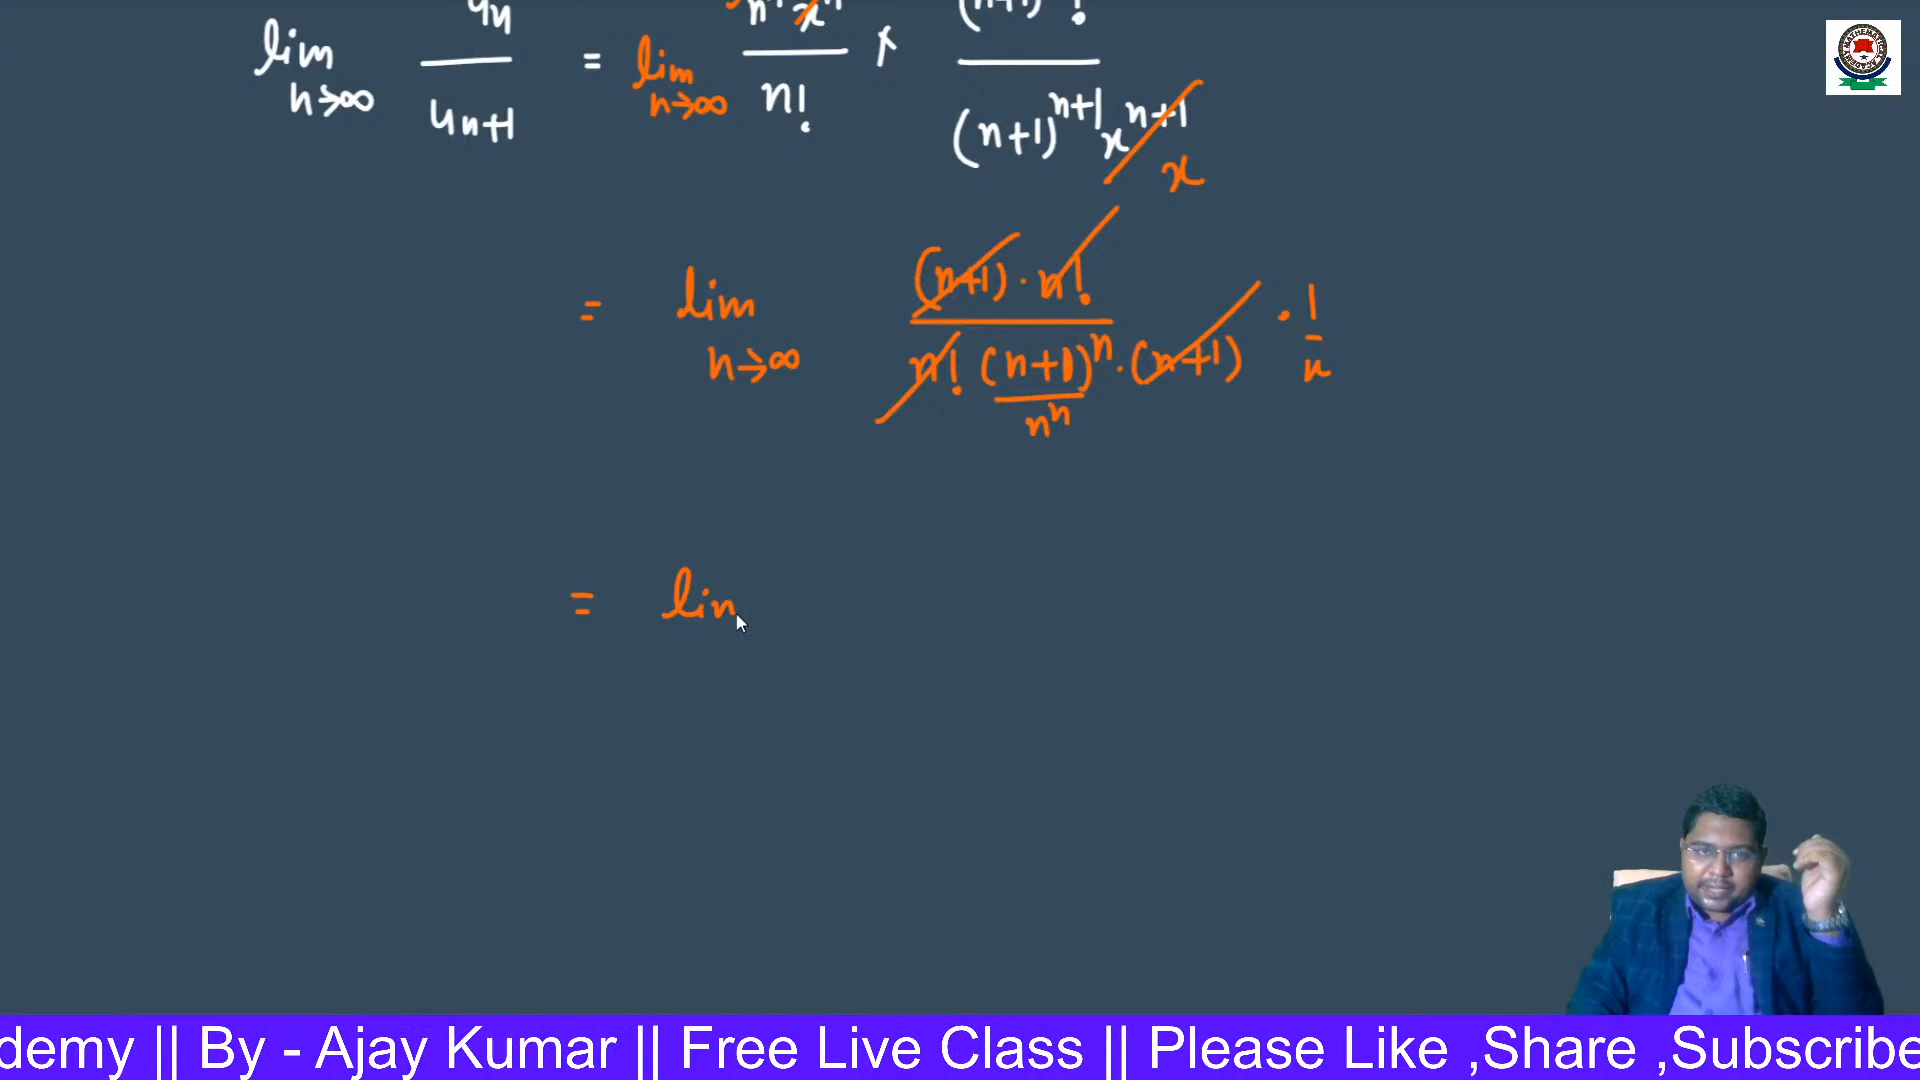 lim n→∞ uₙ / uₙ₊₁ = lim n→∞ nⁿ xⁿ / n! × (n+1)! / (n+1)ⁿ⁺¹ xⁿ⁺¹
x
= lim n→∞ (n+1) · n! / n! (n+1)ⁿ / nⁿ · (n+1) · 1 / x
= lim
demy || By - Ajay Kumar || Free Live Class || Please Like ,Share ,Subscribe